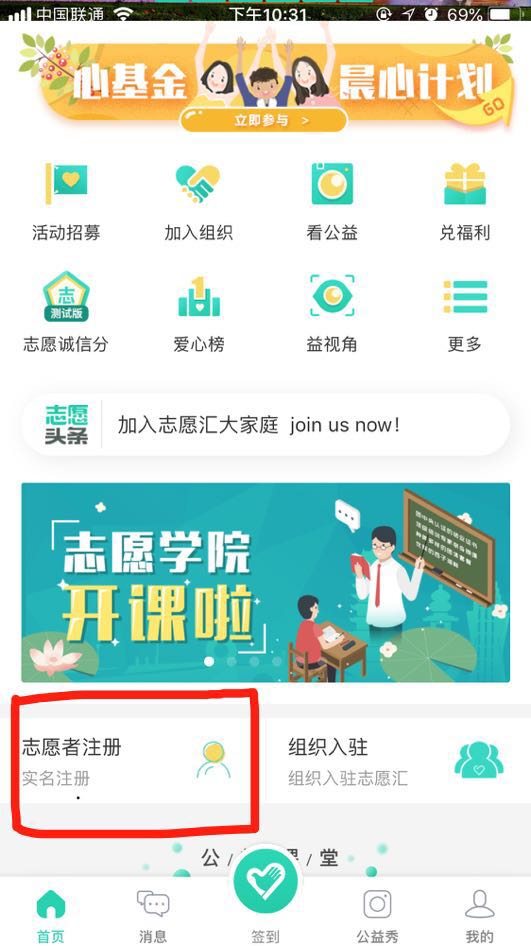 中国联通
下午10:31
69%
心基金
晨心计划
立即参与 >
GO
活动招募
加入组织
看公益
兑福利
志
测试版
1
志愿诚信分
爱心榜
益视角
更多
志愿
头条
加入志愿汇大家庭 join us now!
志愿学院
开课啦
志愿者注册
实名注册
组织入驻
组织入驻志愿汇
公 /
堂
首页
消息
签到
公益秀
我的